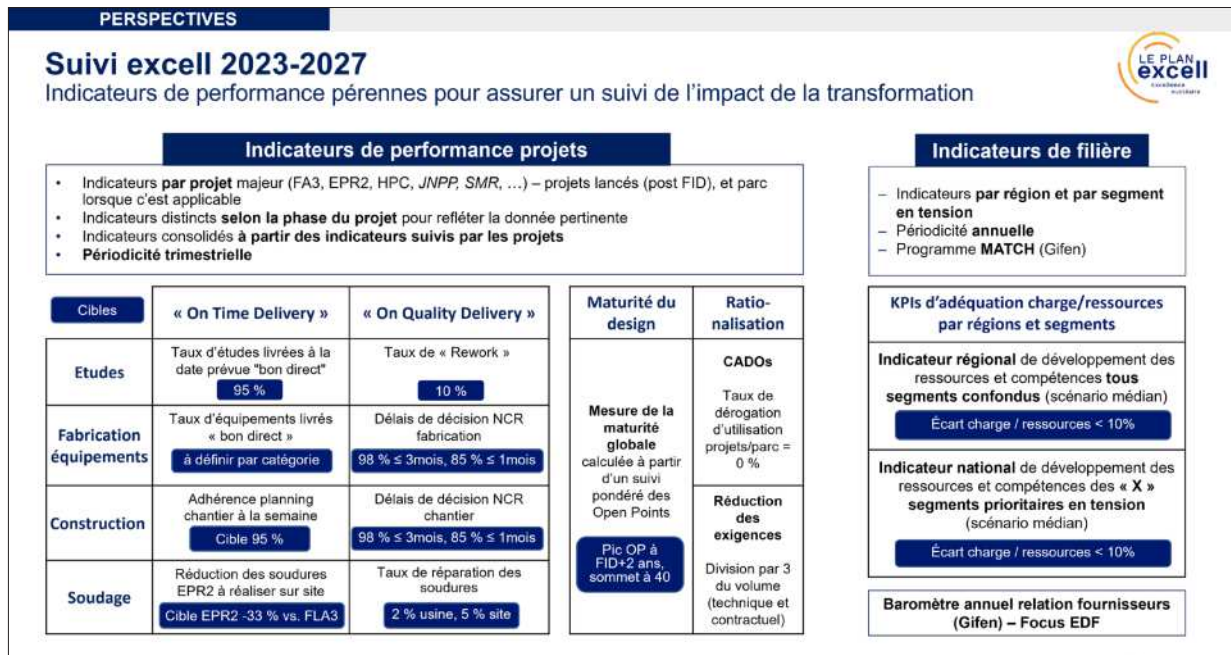 PERSPECTIVES
Suivi excell 2023-2027
Indicateurs de performance pérennes pour assurer un suivi de l'impact de la transformation
LE PLAN
excell
Excellence
nucléaire
Indicateurs de performance projets
• Indicateurs par projet majeur (FA3, EPR2, HPC, JNPP, SMR, …) – projets lancés (post FID), et parc
lorsque c'est applicable
• Indicateurs distincts selon la phase du projet pour refléter la donnée pertinente
• Indicateurs consolidés à partir des indicateurs suivis par les projets
• Périodicité trimestrielle
Cibles
« On Time Delivery »
« On Quality Delivery »
Etudes
Taux d'études livrées à la
date prévue "bon direct"
95 %
Taux de « Rework »
10 %
Fabrication
équipements
Taux d'équipements livrés
« bon direct »
à définir par catégorie
Délais de décision NCR
fabrication
98 % ≤ 3mois, 85 % ≤ 1mois
Construction
Adhérence planning
chantier à la semaine
Cible 95 %
Délais de décision NCR
chantier
98 % ≤ 3mois, 85 % ≤ 1mois
Soudage
Réduction des soudures
EPR2 à réaliser sur site
Cible EPR2 -33 % vs. FLA3
Taux de réparation des
soudures
2 % usine, 5 % site
Maturité du
design
Mesure de la
maturité
globale
calculée à partir
d'un suivi
pondéré des
Open Points
Pic OP à
FID+2 ans,
sommet à 40
Ratio-
nalisation
CADOs
Taux de
dérogation
d'utilisation
projets/parc =
0 %
Réduction
des
exigences
Division par 3
du volume
(technique et
contractuel)
Indicateurs de filière
– Indicateurs par région et par segment
en tension
– Périodicité annuelle
– Programme MATCH (Gifen)
KPIs d'adéquation charge/ressources
par régions et segments
Indicateur régional de développement des
ressources et compétences tous
segments confondus (scénario médian)
Écart charge / ressources < 10%
Indicateur national de développement des
ressources et compétences des « X »
segments prioritaires en tension
(scénario médian)
Écart charge / ressources < 10%
Baromètre annuel relation fournisseurs
(Gifen) – Focus EDF